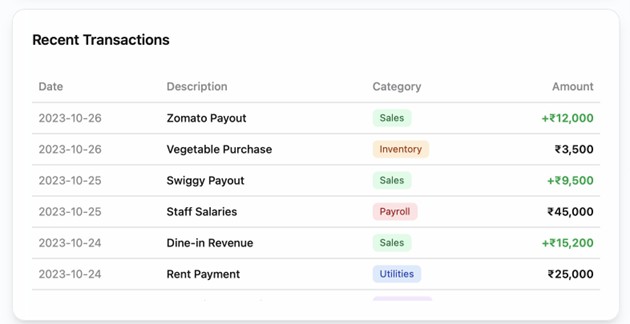 Recent Transactions
Date Description Category Amount
2023-10-26 Zomato Payout Sales +₹12,000
2023-10-26 Vegetable Purchase Inventory ₹3,500
2023-10-25 Swiggy Payout Sales +₹9,500
2023-10-25 Staff Salaries Payroll ₹45,000
2023-10-24 Dine-in Revenue Sales +₹15,200
2023-10-24 Rent Payment Utilities ₹25,000